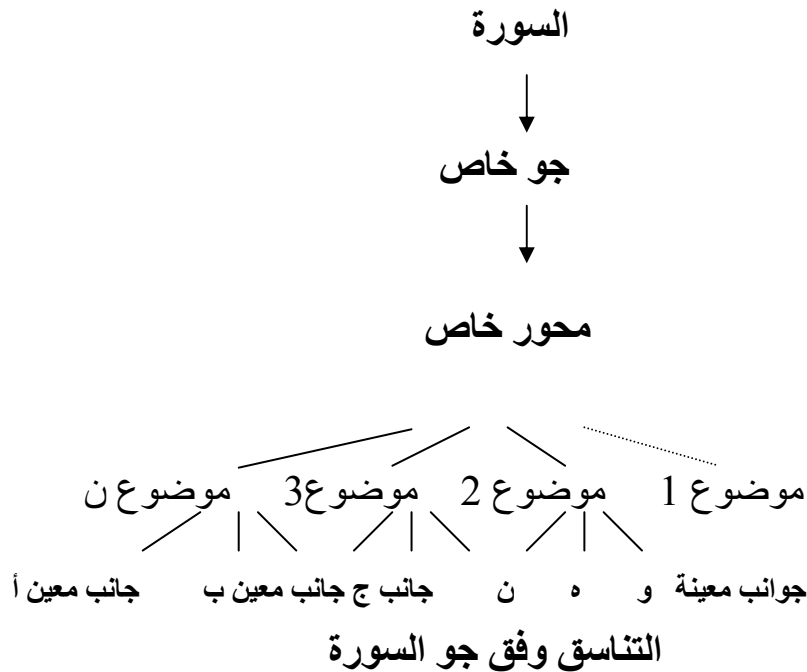 السورة
جو خاص
محور خاص
موضوع 1 موضوع 2 موضوع3 موضوع ن
جوانب معينة و ه ن جانب ج جانب معين ب جانب معين أ
التناسق وفق جو السورة